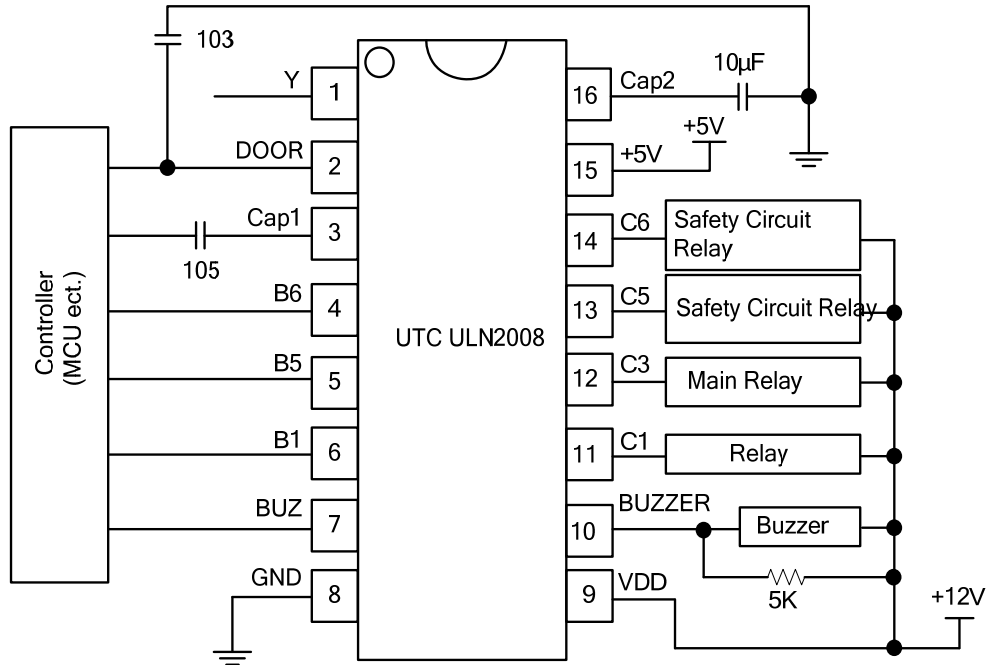 103
10µF
Y
1
16
Cap2
+5V
DOOR
2
15
+5V
Cap1
3
14
C6
Safety Circuit
Relay
105
Controller
(MCU ect.)
B6
4
13
C5
Safety Circuit Relay
UTC ULN2008
B5
5
12
C3
Main Relay
B1
6
11
C1
Relay
BUZ
7
10
BUZZER
Buzzer
GND
8
9
VDD
5K
+12V